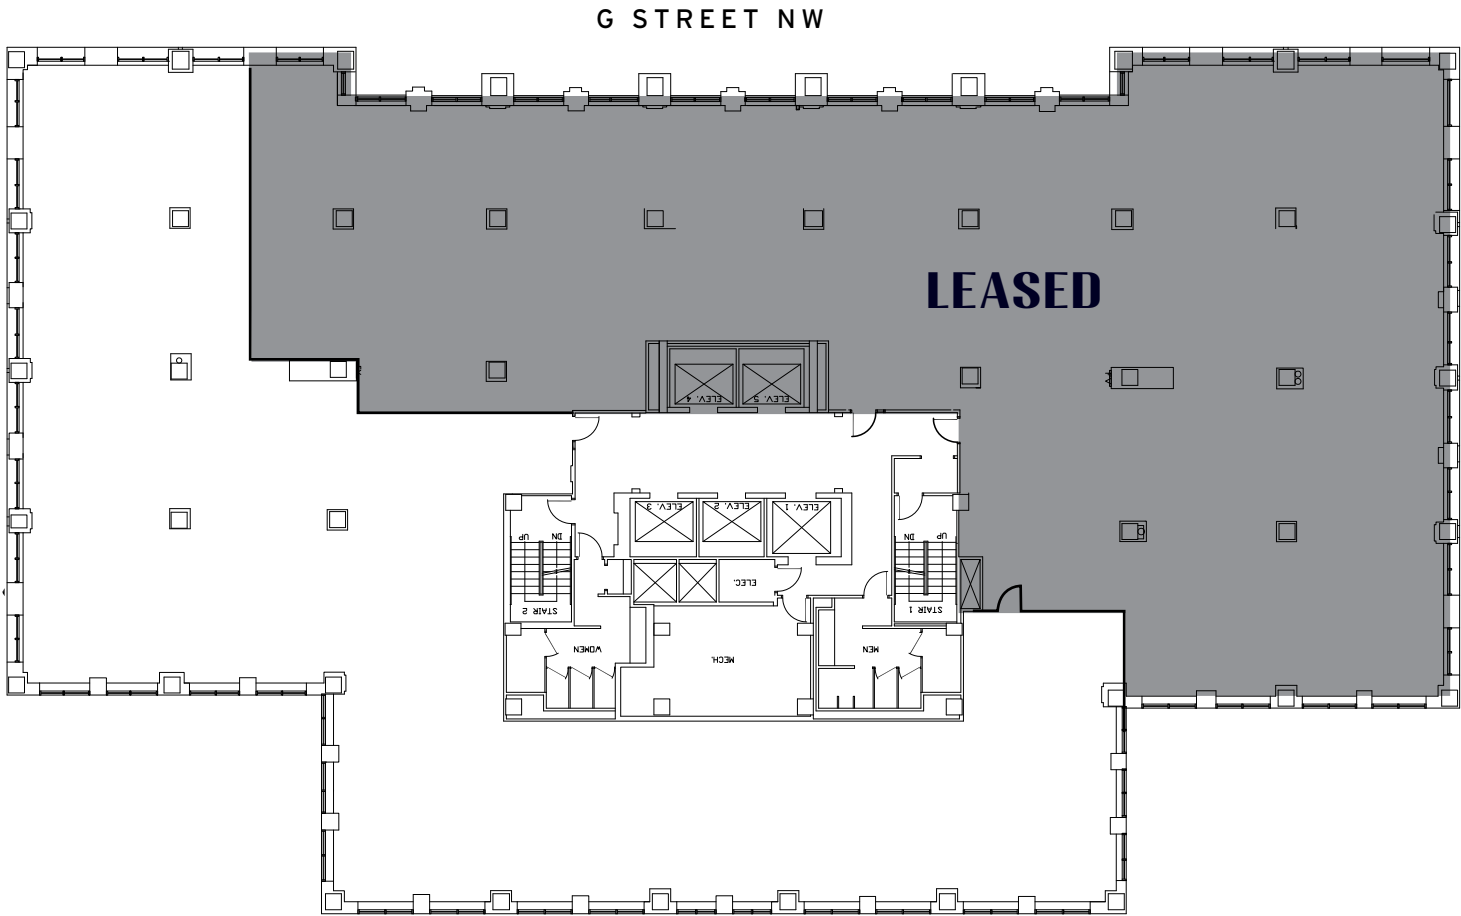 G STREET NW
LEASED
ELEV. 4
ELEV. 5
ELEV. 3
ELEV. 2
ELEV. 1
UP
DN
DN
UP
ELEC.
STAIR 2
STAIR 1
WOMEN
MECH.
MEN